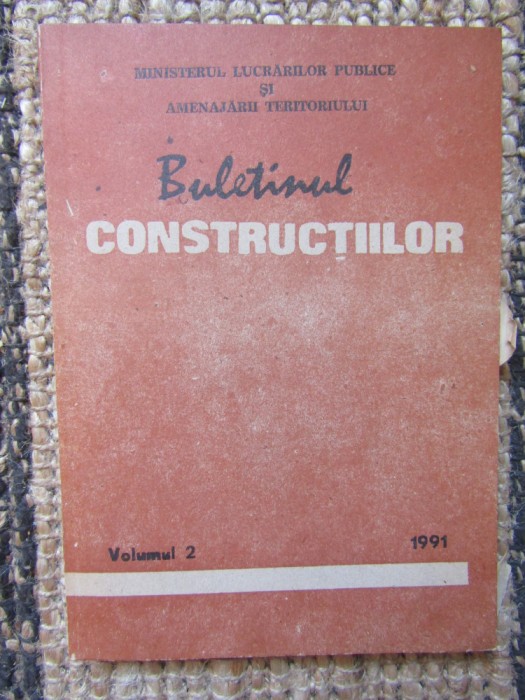 MINISTERUL LUCRĂRILOR PUBLICE
ȘI
AMENAJĂRII TERITORIULUI
Buletinul
CONSTRUCȚIILOR
Volumul 2
1991